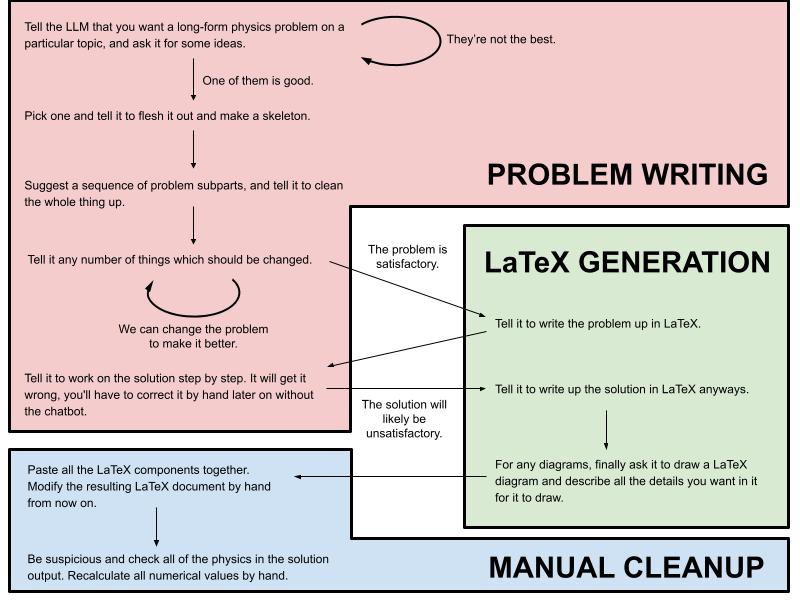 Tell the LLM that you want a long-form physics problem on a
particular topic, and ask it for some ideas.
They're not the best.
One of them is good.
Pick one and tell it to flesh it out and make a skeleton.
PROBLEM WRITING
Suggest a sequence of problem subparts, and tell it to clean
the whole thing up.
Tell it any number of things which should be changed.
We can change the problem
to make it better.
The problem is
satisfactory.
LaTeX GENERATION
Tell it to write the problem up in LaTeX.
Tell it to work on the solution step by step. It will get it
wrong, you'll have to correct it by hand later on without
the chatbot.
The solution will
likely be
unsatisfactory.
Tell it to write up the solution in LaTeX anyways.
For any diagrams, finally ask it to draw a LaTeX
diagram and describe all the details you want in it
for it to draw.
Paste all the LaTeX components together.
Modify the resulting LaTeX document by hand
from now on.
Be suspicious and check all of the physics in the solution
output. Recalculate all numerical values by hand.
MANUAL CLEANUP